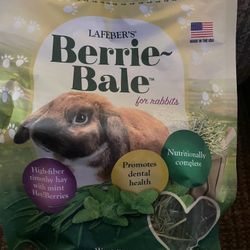 LAFEBER'S
Berrie~
Bale™
for rabbits
MADE IN THE USA
High-fiber
timothy hay
with mint
HayBerries
Promotes
dental
health
Nutritionally
complete